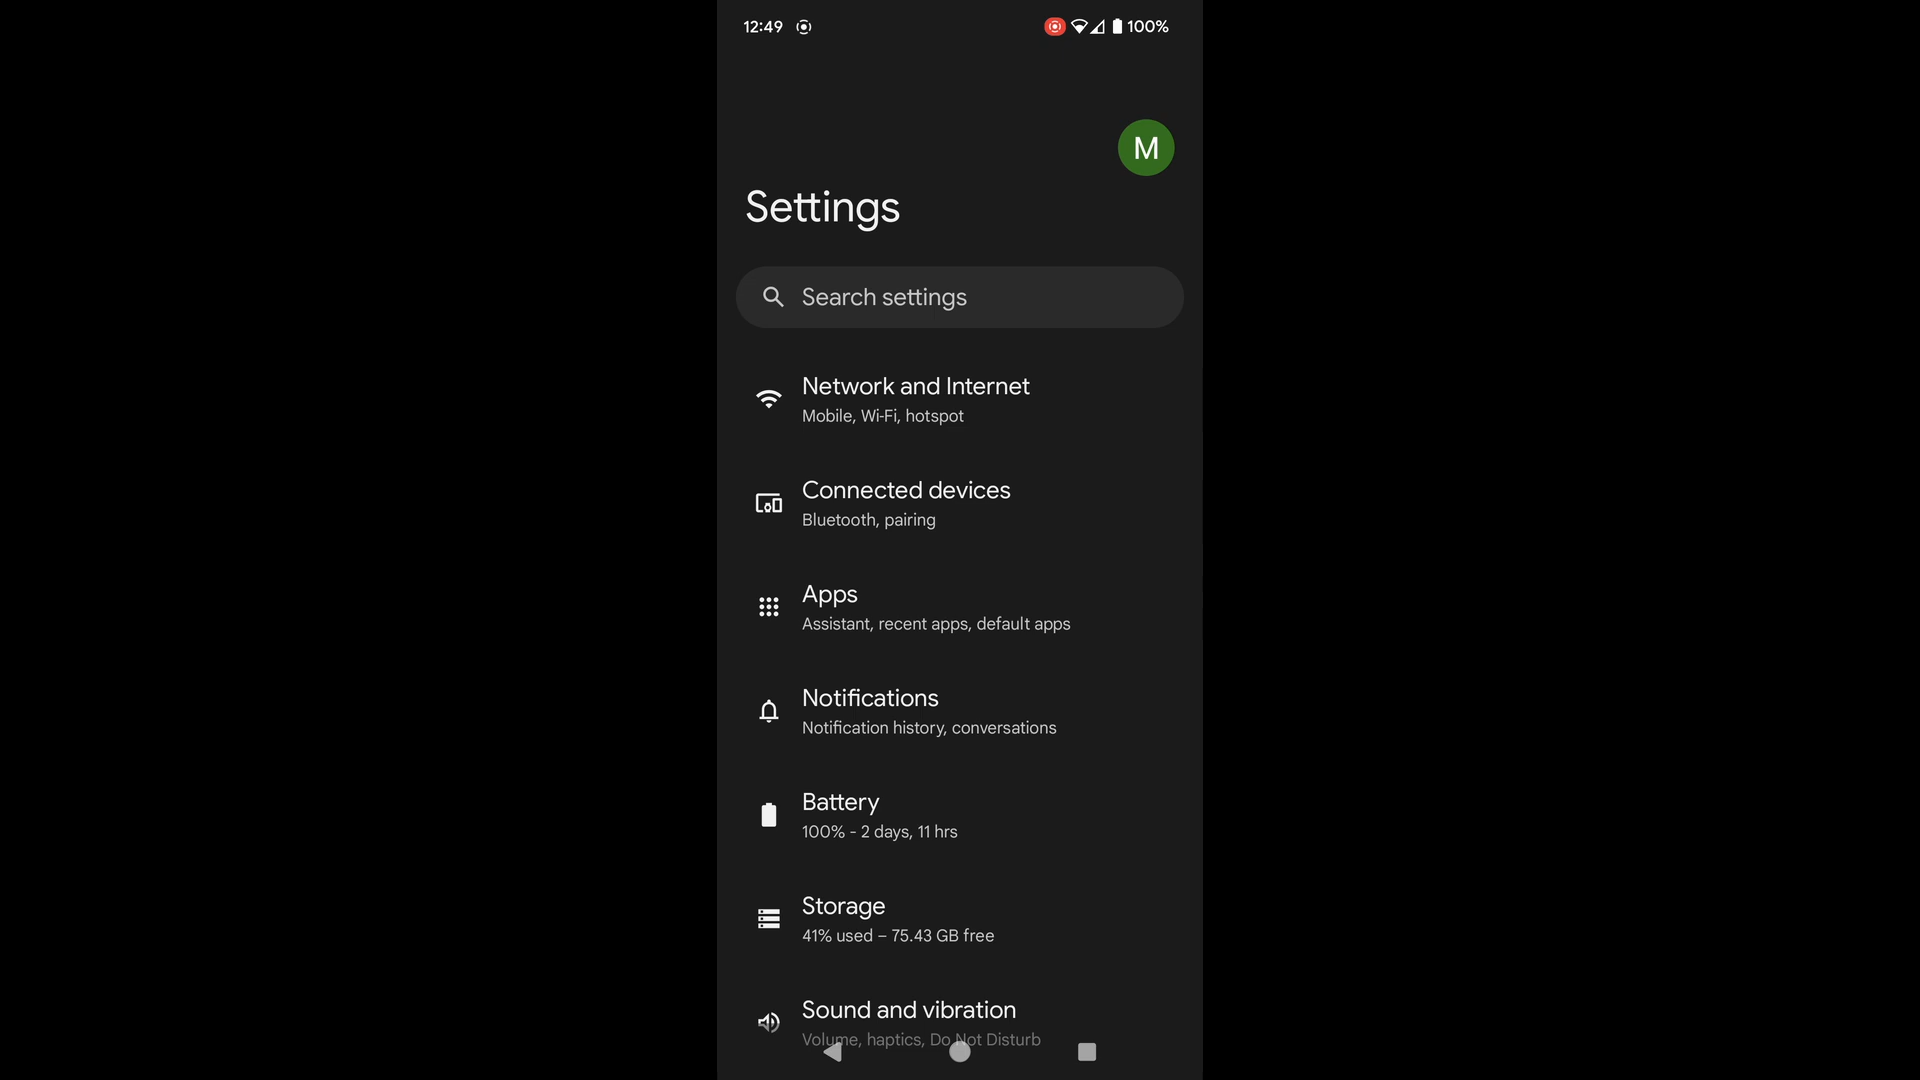 12:49
100%
M
Settings
Search settings
Network and Internet
Mobile, Wi-Fi, hotspot
Connected devices
Bluetooth, pairing
Apps
Assistant, recent apps, default apps
Notifications
Notification history, conversations
Battery
100% - 2 days, 11 hrs
Storage
41% used – 75.43 GB free
Sound and vibration
Volume, haptics, Do Not Disturb